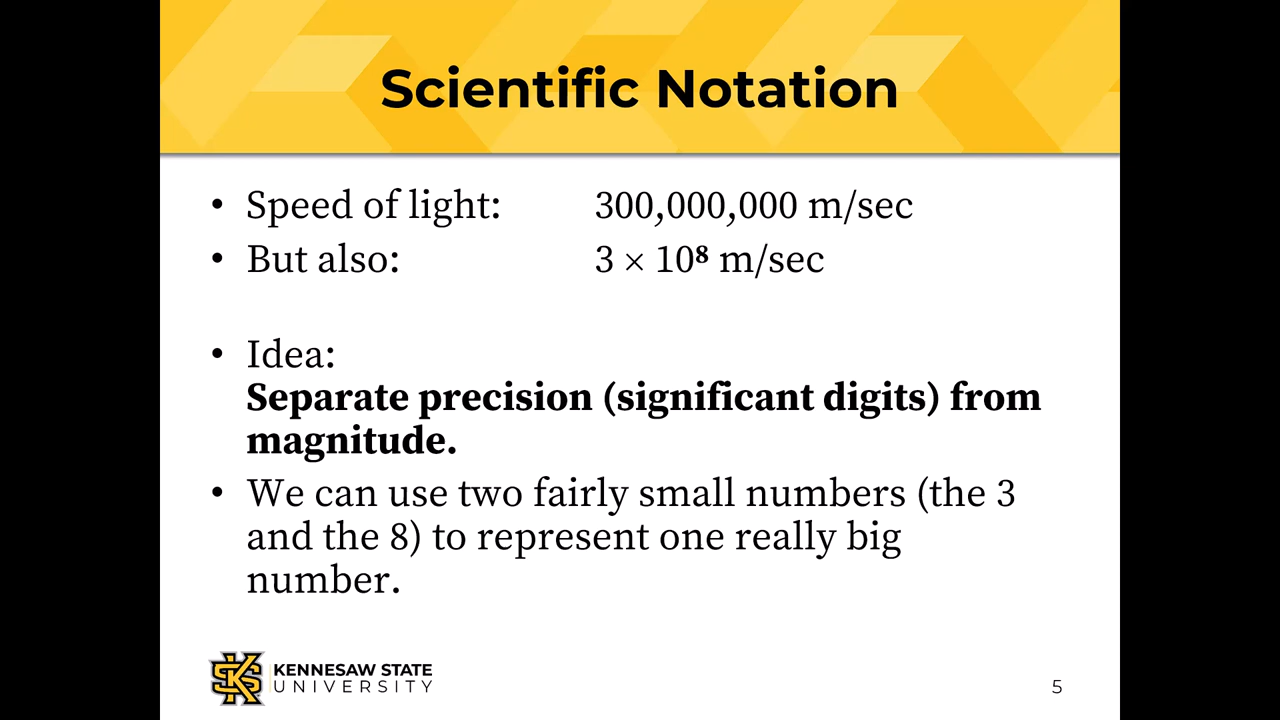 Scientific Notation
• Speed of light: 300,000,000 m/sec
• But also: 3 × 10⁸ m/sec
• Idea:
Separate precision (significant digits) from
magnitude.
• We can use two fairly small numbers (the 3
and the 8) to represent one really big
number.
KS
KENNESAW STATE
UNIVERSITY
5